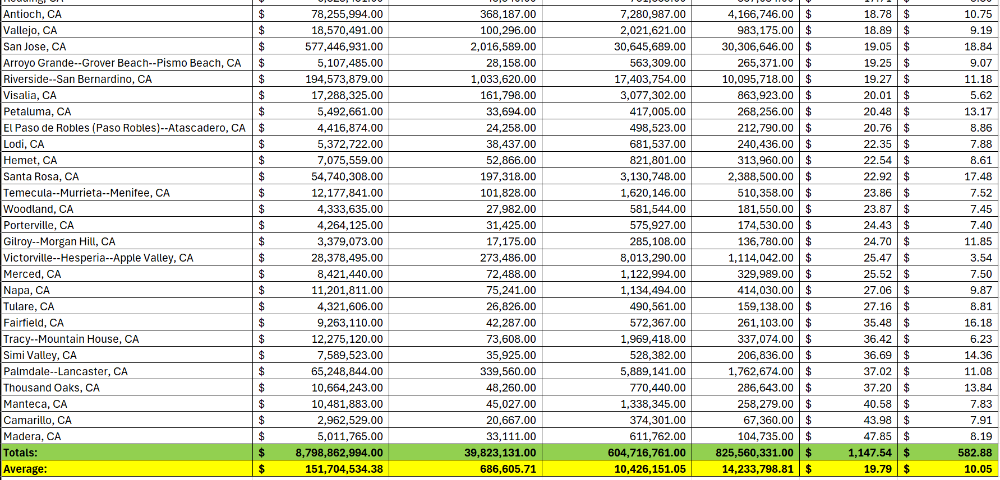 Antioch, CA $ 78,255,994.00 368,187.00 7,280,987.00 4,166,746.00 $ 18.78 $ 10.75
Vallejo, CA $ 18,570,491.00 100,296.00 2,021,621.00 983,175.00 $ 18.89 $ 9.19
San Jose, CA $ 577,446,931.00 2,016,589.00 30,645,689.00 30,306,646.00 $ 19.05 $ 18.84
Arroyo Grande--Grover Beach--Pismo Beach, CA $ 5,107,485.00 28,158.00 563,309.00 265,371.00 $ 19.25 $ 9.07
Riverside--San Bernardino, CA $ 194,573,879.00 1,033,620.00 17,403,754.00 10,095,718.00 $ 19.27 $ 11.18
Visalia, CA $ 17,288,325.00 161,798.00 3,077,302.00 863,923.00 $ 20.01 $ 5.62
Petaluma, CA $ 5,492,661.00 33,694.00 417,005.00 268,256.00 $ 20.48 $ 13.17
El Paso de Robles (Paso Robles)--Atascadero, CA $ 4,416,874.00 24,258.00 498,523.00 212,790.00 $ 20.76 $ 8.86
Lodi, CA $ 5,372,722.00 38,437.00 681,537.00 240,436.00 $ 22.35 $ 7.88
Hemet, CA $ 7,075,559.00 52,866.00 821,801.00 313,960.00 $ 22.54 $ 8.61
Santa Rosa, CA $ 54,740,308.00 197,318.00 3,130,748.00 2,388,500.00 $ 22.92 $ 17.48
Temecula--Murrieta--Menifee, CA $ 12,177,841.00 101,828.00 1,620,146.00 510,358.00 $ 23.86 $ 7.52
Woodland, CA $ 4,333,635.00 27,982.00 581,544.00 181,550.00 $ 23.87 $ 7.45
Porterville, CA $ 4,264,125.00 31,425.00 575,927.00 174,530.00 $ 24.43 $ 7.40
Gilroy--Morgan Hill, CA $ 3,379,073.00 17,175.00 285,108.00 136,780.00 $ 24.70 $ 11.85
Victorville--Hesperia--Apple Valley, CA $ 28,378,495.00 273,486.00 8,013,290.00 1,114,042.00 $ 25.47 $ 3.54
Merced, CA $ 8,421,440.00 72,488.00 1,122,994.00 329,989.00 $ 25.52 $ 7.50
Napa, CA $ 11,201,811.00 75,241.00 1,134,494.00 414,030.00 $ 27.06 $ 9.87
Tulare, CA $ 4,321,606.00 26,826.00 490,561.00 159,138.00 $ 27.16 $ 8.81
Fairfield, CA $ 9,263,110.00 42,287.00 572,367.00 261,103.00 $ 35.48 $ 16.18
Tracy--Mountain House, CA $ 12,275,120.00 73,608.00 1,969,418.00 337,074.00 $ 36.42 $ 6.23
Simi Valley, CA $ 7,589,523.00 35,925.00 528,382.00 206,836.00 $ 36.69 $ 14.36
Palmdale--Lancaster, CA $ 65,248,844.00 339,560.00 5,889,141.00 1,762,674.00 $ 37.02 $ 11.08
Thousand Oaks, CA $ 10,664,243.00 48,260.00 770,440.00 286,643.00 $ 37.20 $ 13.84
Manteca, CA $ 10,481,883.00 45,027.00 1,338,345.00 258,279.00 $ 40.58 $ 7.83
Camarillo, CA $ 2,962,529.00 20,667.00 374,301.00 67,360.00 $ 43.98 $ 7.91
Madera, CA $ 5,011,765.00 33,111.00 611,762.00 104,735.00 $ 47.85 $ 8.19
Totals: $ 8,798,862,994.00 39,823,131.00 604,716,761.00 825,560,331.00 $ 1,147.54 $ 582.88
Average: $ 151,704,534.38 686,605.71 10,426,151.05 14,233,798.81 $ 19.79 $ 10.05